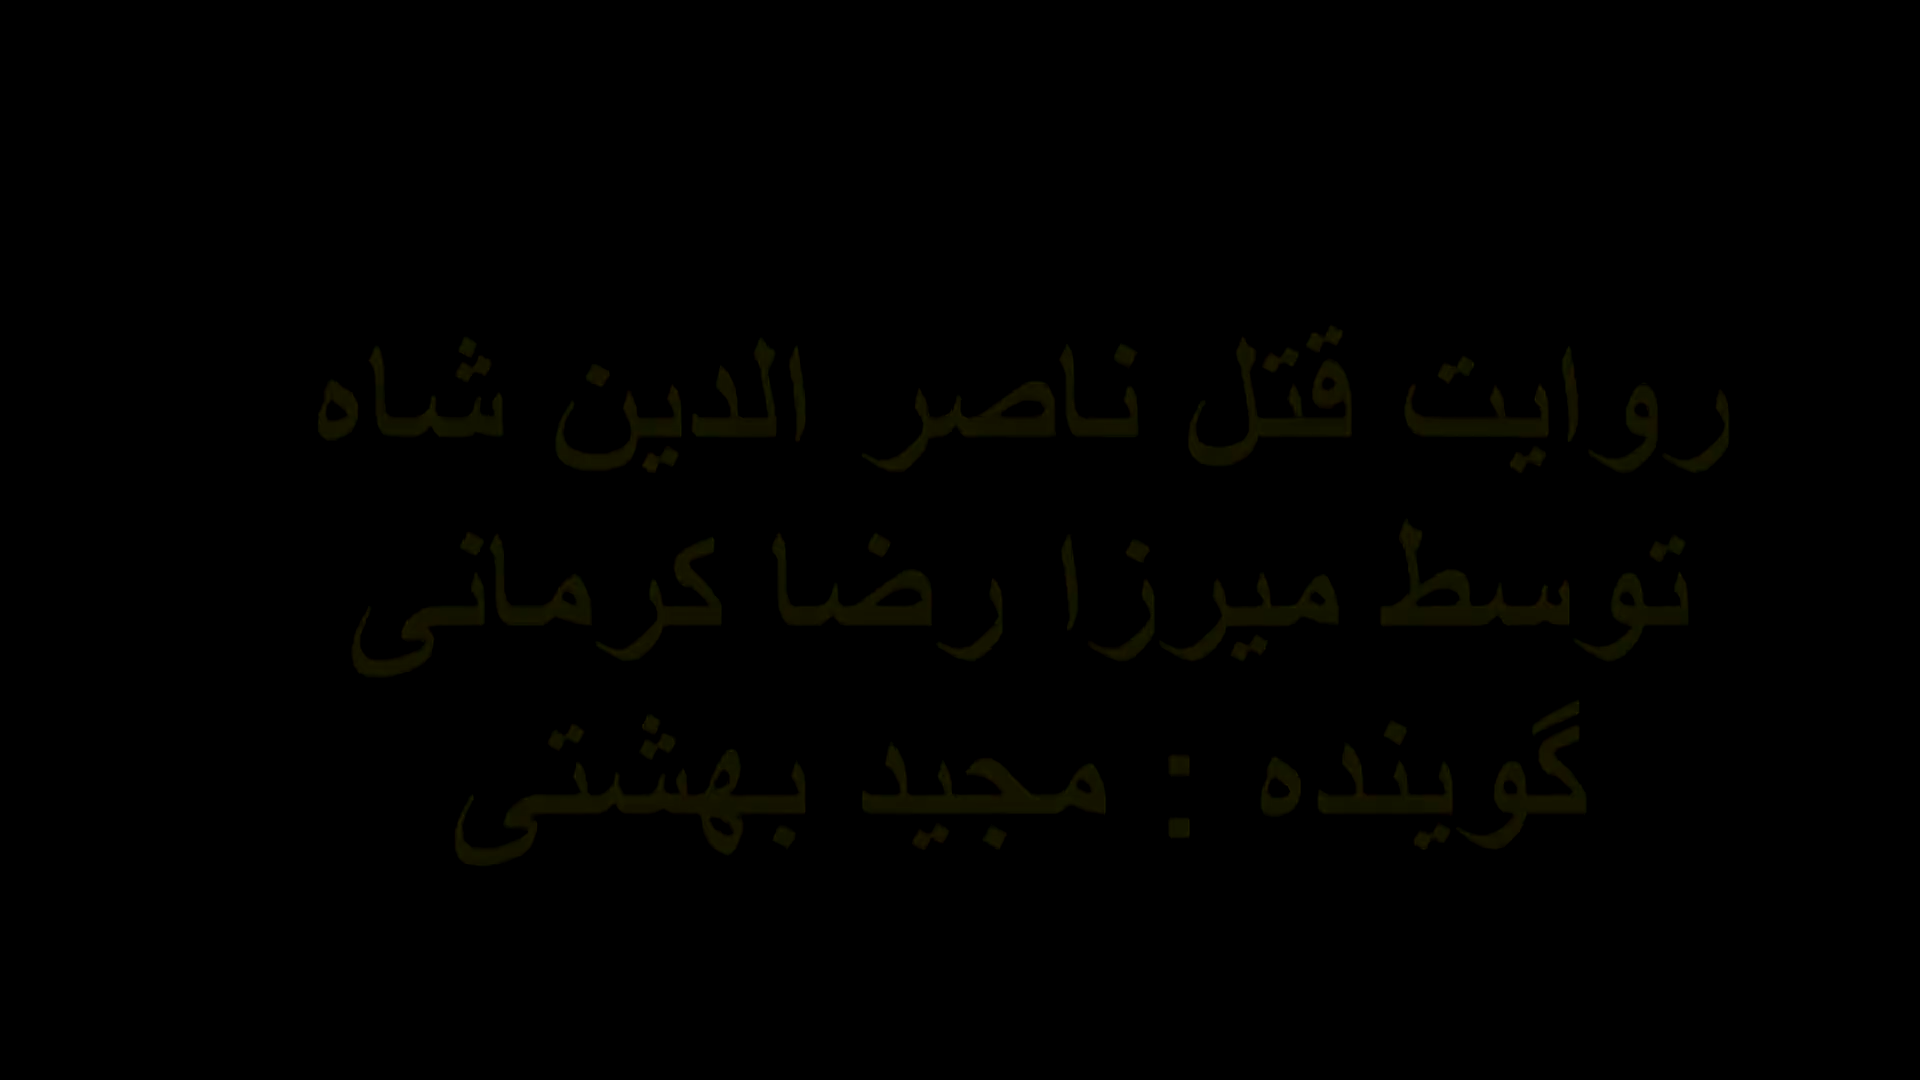 روایت قتل ناصر الدین شاه
توسط میرزا رضا کرمانی
گوینده : مجید بهشتی